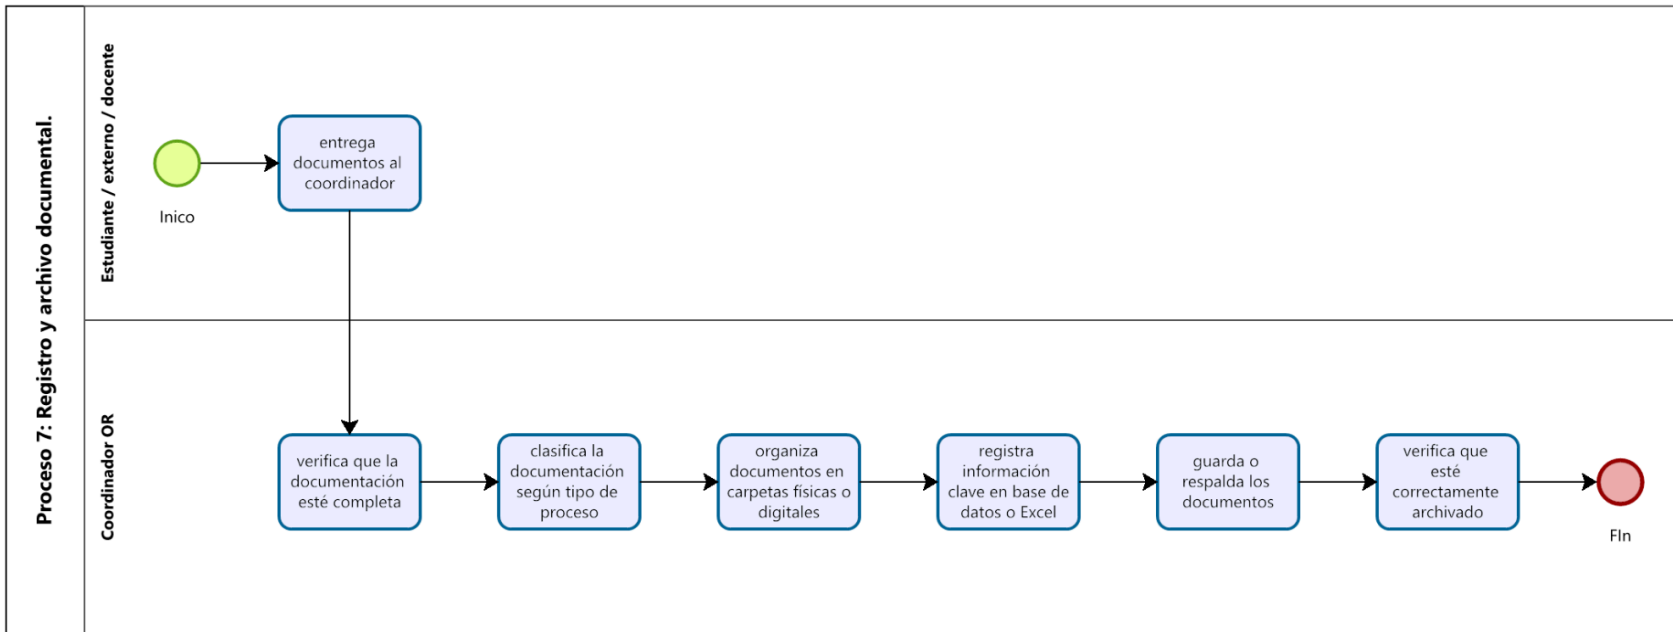 Proceso 7: Registro y archivo documental.
Estudiante / externo / docente
Inico
entrega
documentos al
coordinador
Coordinador OR
verifica que la
documentación
esté completa
clasifica la
documentación
según tipo de
proceso
organiza
documentos en
carpetas físicas o
digitales
registra
información
clave en base de
datos o Excel
guarda o
respalda los
documentos
verifica que
esté
correctamente
archivado
FIn